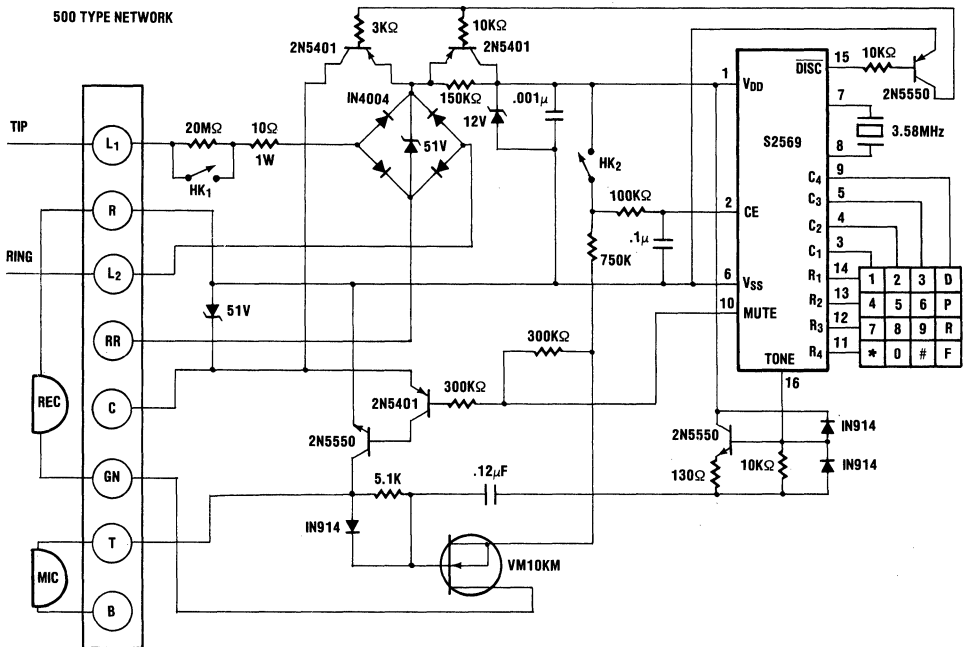 500 TYPE NETWORK
3KΩ
10KΩ
2N5401
2N5401
15
10KΩ
DISC
1
VDD
2N5550
IN4004
150KΩ
.001µ
12V
7
3.58MHz
8
S2569
TIP
L1
20MΩ
10Ω
1W
HK1
51V
HK2
9
C4
5
C3
4
C2
3
C1
R
100KΩ
2
CE
.1µ
750K
RING
L2
6
VSS
14
R1
1 2 3 D
13
R2
4 5 6 P
12
R3
7 8 9 R
11
R4
* 0 # F
10
MUTE
51V
RR
300KΩ
TONE
16
REC
C
300KΩ
2N5401
2N5550
2N5550
IN914
130Ω
10KΩ
IN914
GN
5.1K
.12µF
IN914
T
VM10KM
MIC
B